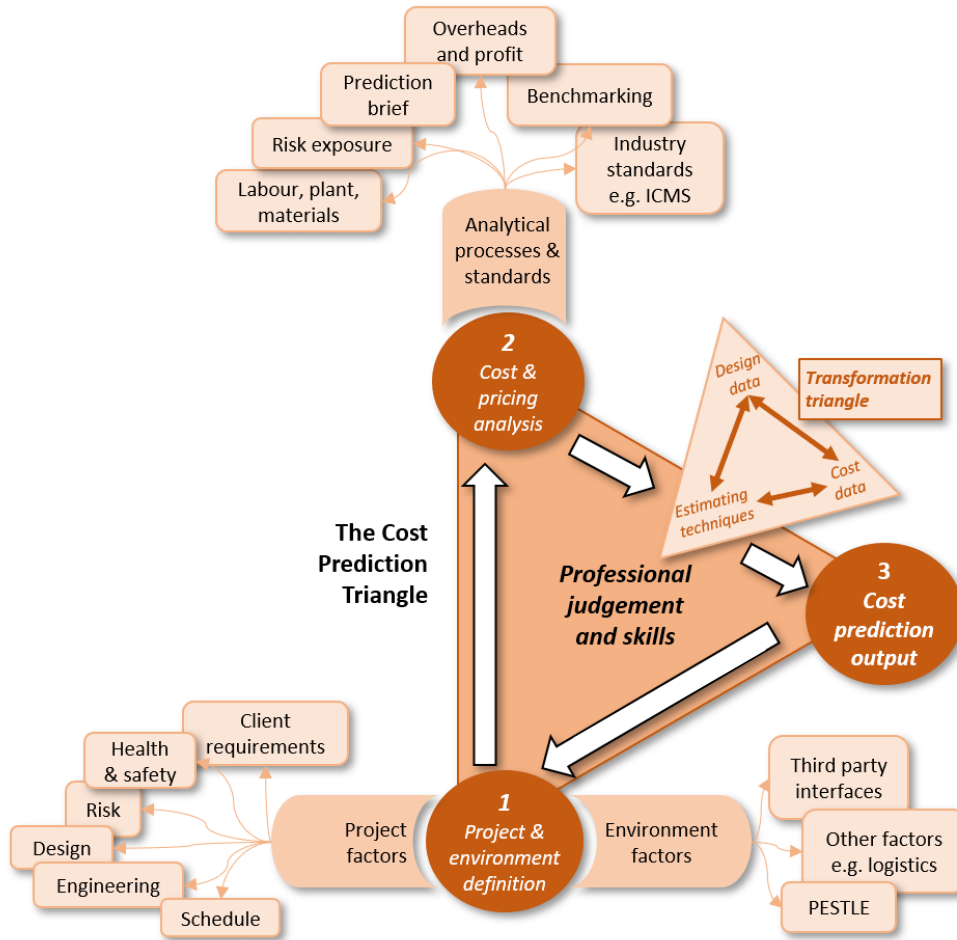 Overheads
and profit
Prediction
brief
Benchmarking
Risk exposure
Industry
standards
e.g. ICMS
Labour, plant,
materials
Analytical
processes &
standards
2
Cost &
pricing
analysis
Design
data
Transformation
triangle
Cost
data
Estimating
techniques
The Cost
Prediction
Triangle
Professional
judgement
and skills
3
Cost
prediction
output
Client
requirements
Health
& safety
Risk
Design
Engineering
Schedule
Project
factors
1
Project &
environment
definition
Environment
factors
Third party
interfaces
Other factors
e.g. logistics
PESTLE